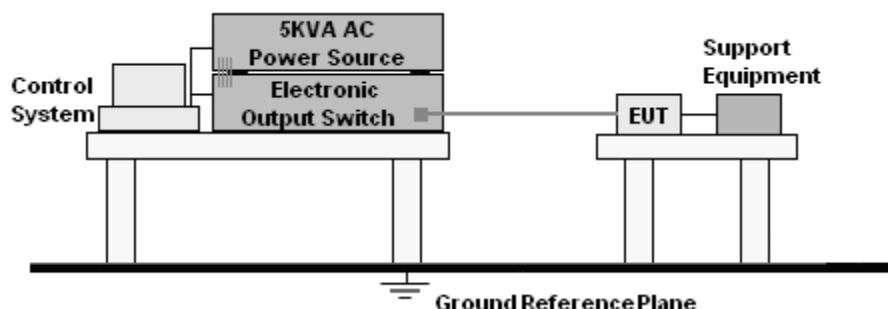 5KVA AC
Power Source
Control
System
Electronic
Output Switch
EUT
Support
Equipment
Ground Reference Plane